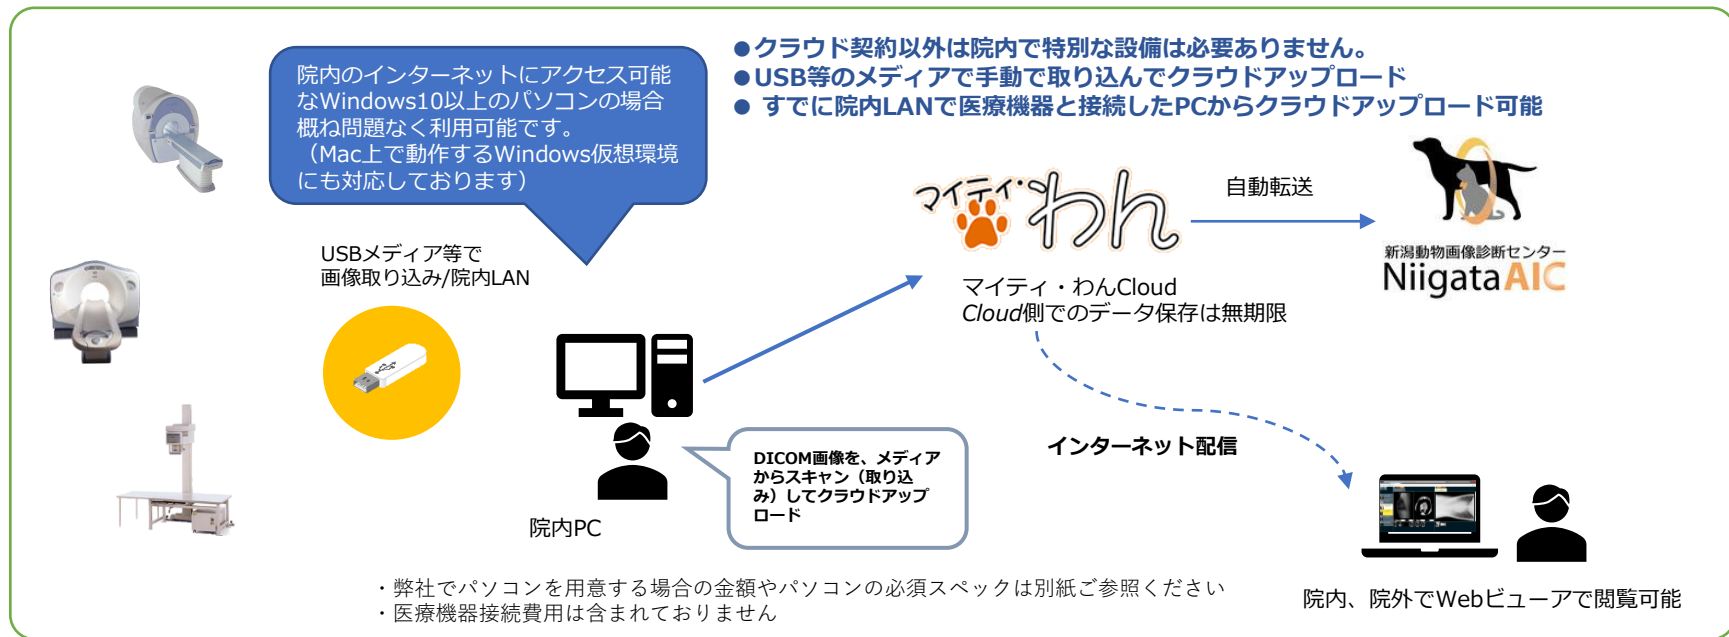 ●クラウド契約以外は院内で特別な設備は必要ありません。
●USB等のメディアで手動で取り込んでクラウドアップロード
● すでに院内LANで医療機器と接続したPCからクラウドアップロード可能
院内のインターネットにアクセス可能
なWindows10以上のパソコンの場合
概ね問題なく利用可能です。
（Mac上で動作するWindows仮想環境
にも対応しております）
USBメディア等で
画像取り込み/院内LAN
マイティ・わん
自動転送
新潟動物画像診断センター
NiigataAIC
マイティ・わんCloud
Cloud側でのデータ保存は無期限
インターネット配信
DICOM画像を、メディア
からスキャン（取り込
み）してクラウドアップ
ロード
院内PC
・弊社でパソコンを用意する場合の金額やパソコンの必須スペックは別紙ご参照ください
・医療機器接続費用は含まれておりません
院内、院外でWebビューアで閲覧可能